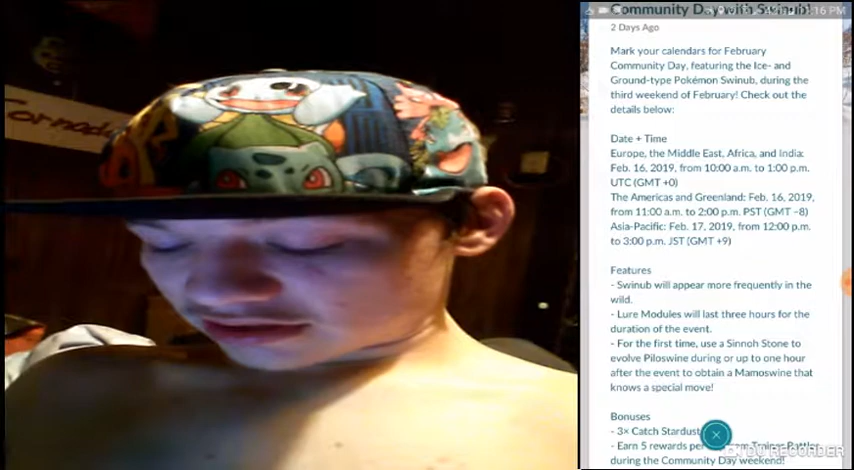 Tornado
Community Day with Swinub!
2 Days Ago
Mark your calendars for February
Community Day, featuring the Ice- and
Ground-type Pokémon Swinub, during the
third weekend of February! Check out the
details below:
Date + Time
Europe, the Middle East, Africa, and India:
Feb. 16, 2019, from 10:00 a.m. to 1:00 p.m.
UTC (GMT +0)
The Americas and Greenland: Feb. 16, 2019,
from 11:00 a.m. to 2:00 p.m. PST (GMT −8)
Asia-Pacific: Feb. 17, 2019, from 12:00 p.m.
to 3:00 p.m. JST (GMT +9)
Features
- Swinub will appear more frequently in the
wild.
- Lure Modules will last three hours for the
duration of the event.
- For the first time, use a Sinnoh Stone to
evolve Piloswine during or up to one hour
after the event to obtain a Mamoswine that
knows a special move!
Bonuses
- 3× Catch Stardust
- Earn 5 rewards per Trainer Battles
during the Community Day weekend!
DU RECORDER